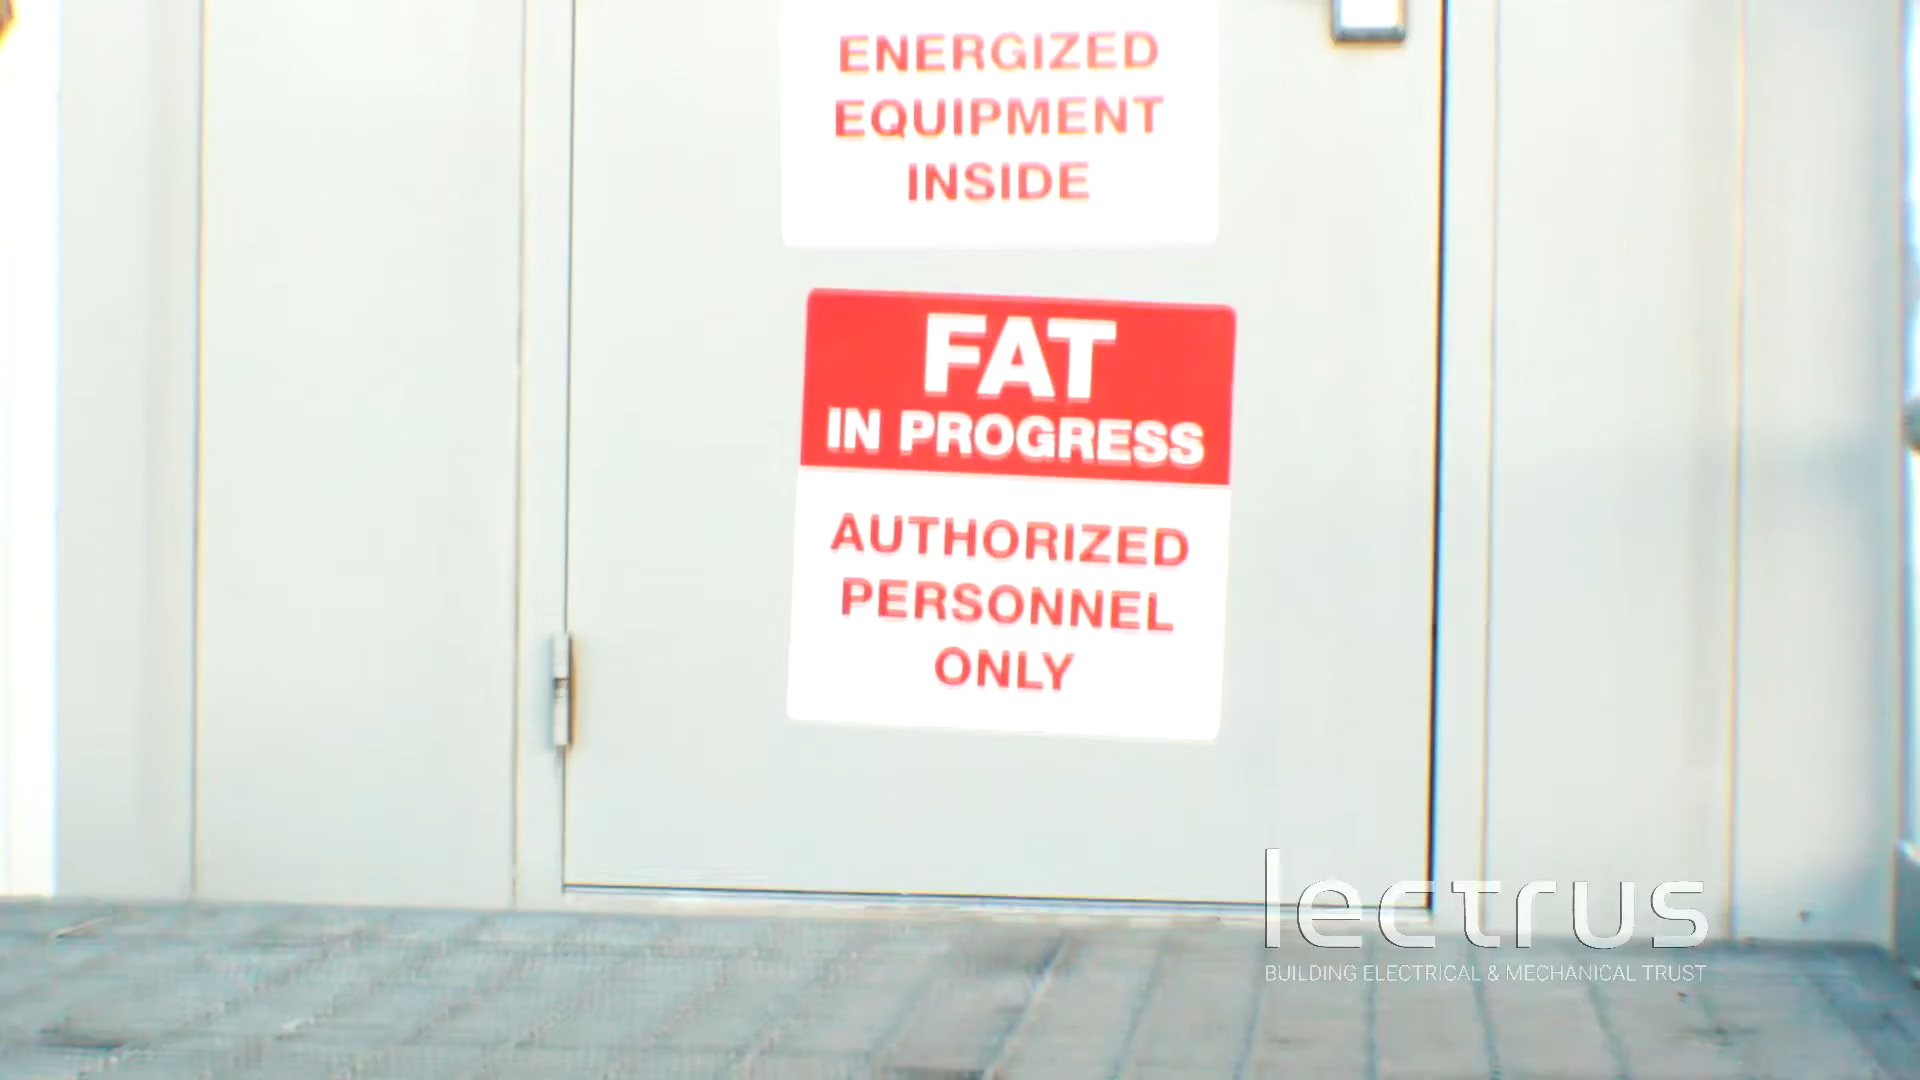 ENERGIZED
EQUIPMENT
INSIDE
FAT
IN PROGRESS
AUTHORIZED
PERSONNEL
ONLY
lectrus
BUILDING ELECTRICAL & MECHANICAL TRUST